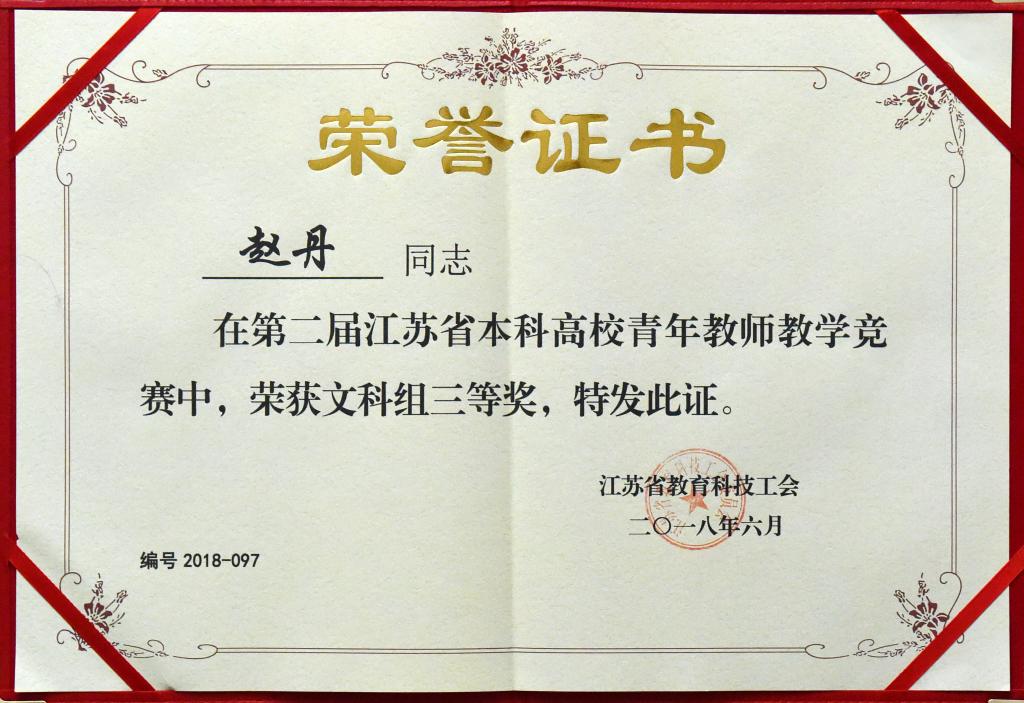 荣誉证书
赵丹 同志
在第二届江苏省本科高校青年教师教学竞
赛中，荣获文科组三等奖，特发此证。
江苏省教育科技工会
二〇一八年六月
编号 2018-097